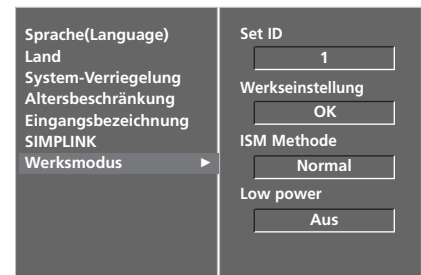 Sprache(Language)
Land
System-Verriegelung
Altersbeschränkung
Eingangsbezeichnung
SIMPLINK
Werksmodus ►
Set ID
1
Werkseinstellung
OK
ISM Methode
Normal
Low power
Aus